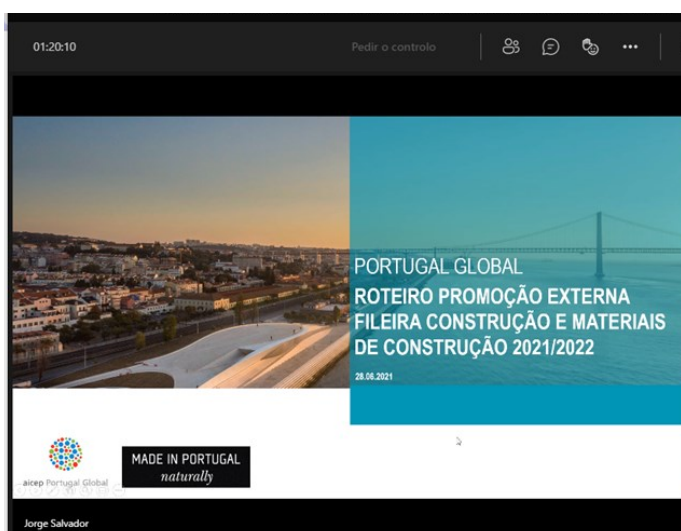 01:20:10
Pedir o controlo
PORTUGAL GLOBAL
ROTEIRO PROMOÇÃO EXTERNA
FILEIRA CONSTRUÇÃO E MATERIAIS
DE CONSTRUÇÃO 2021/2022
28.06.2021
aicep Portugal Global
MADE IN PORTUGAL
naturally
Jorge Salvador